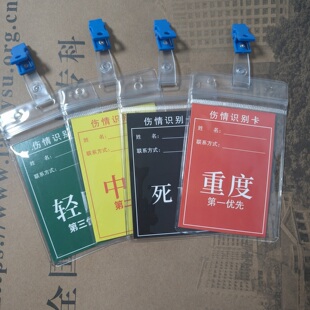 伤情识别卡
姓 名:
联系方式:
轻
第三
伤情识别卡
姓 名:
联系方式:
中
第二
伤情识别卡
姓 名:
联系方式:
死
伤情识别卡
姓 名:
联系方式:
重度
第一优先
ysu.org.cn
全国
专科